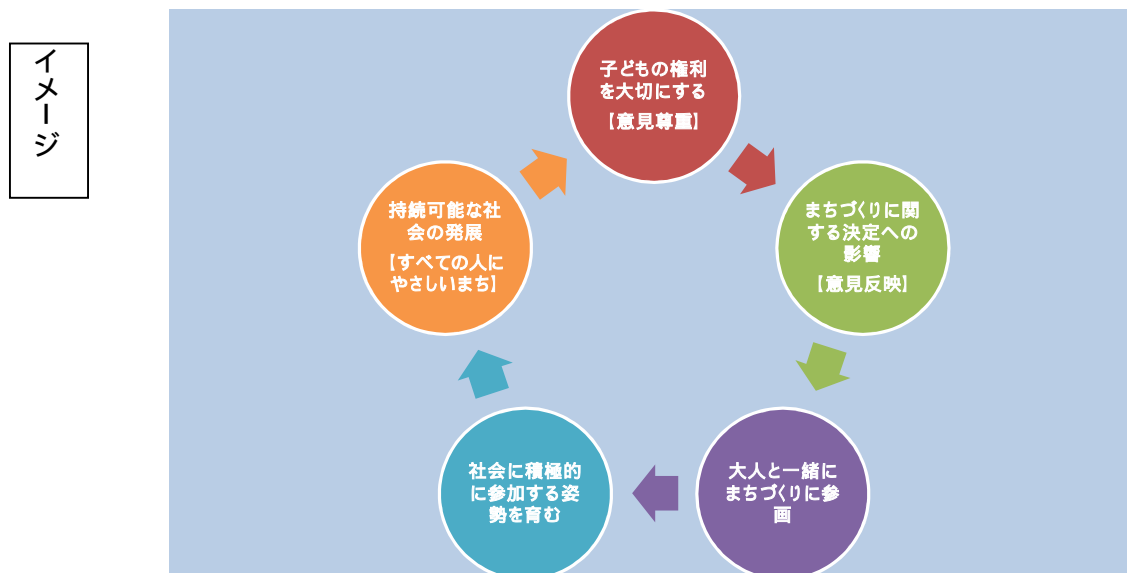 イメージ
子どもの権利
を大切にする
【意見尊重】
まちづくりに関
する決定への
影響
【意見反映】
大人と一緒に
まちづくりに参
画
社会に積極的
に参加する姿
勢を育む
持続可能な社
会の発展
【すべての人に
やさしいまち】